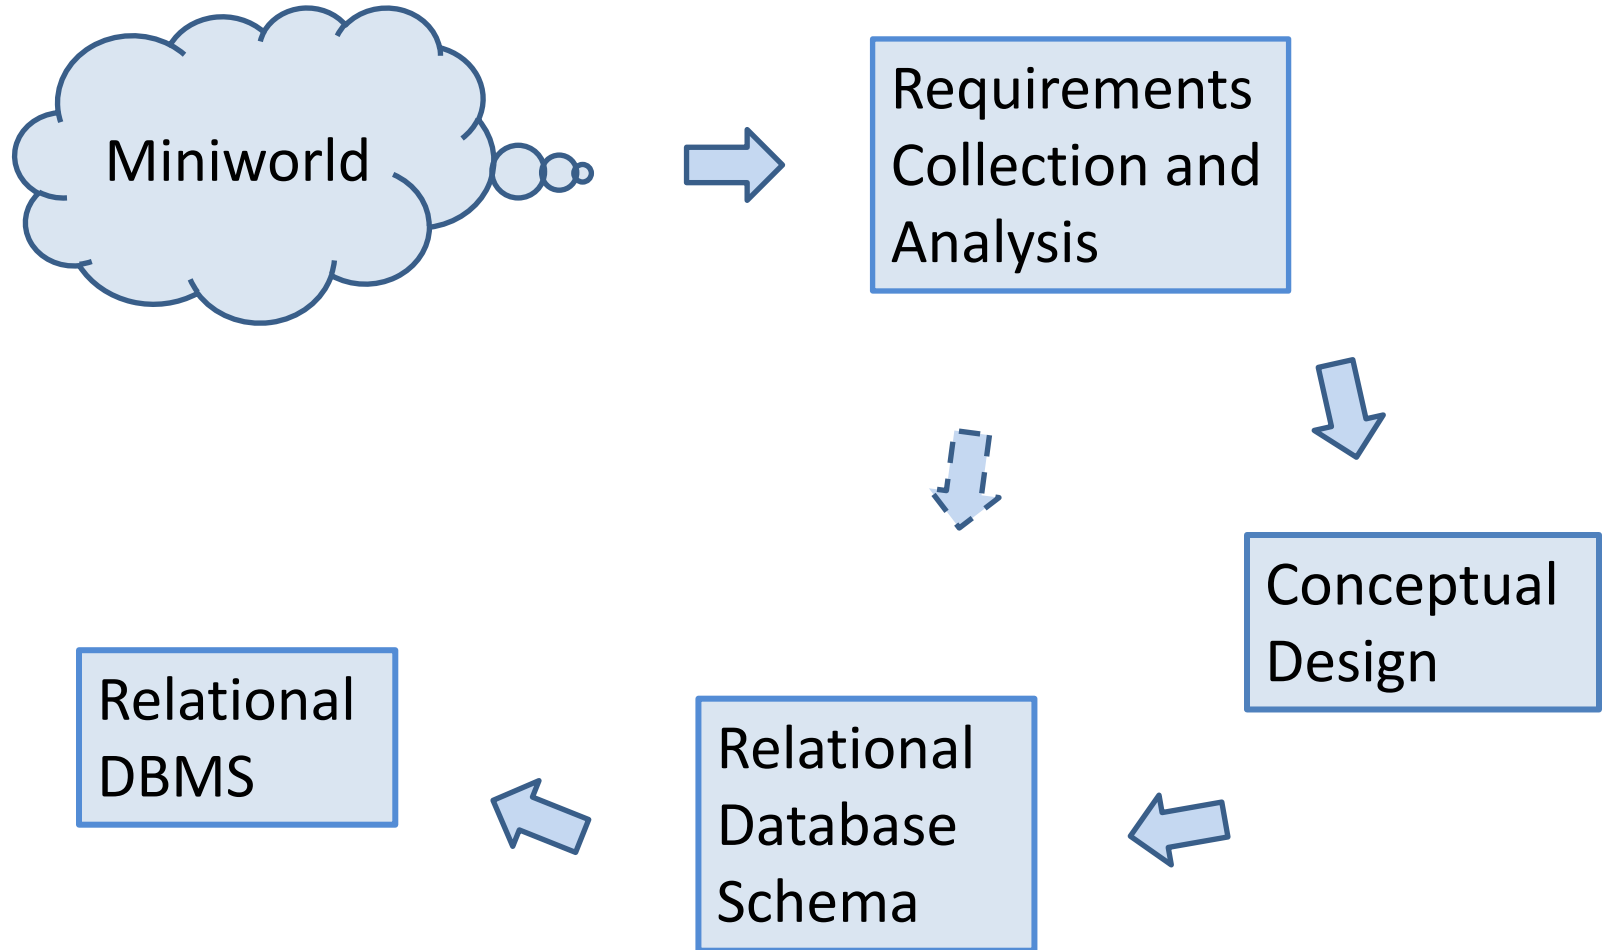 Miniworld
Requirements
Collection and
Analysis
Conceptual
Design
Relational
Database
Schema
Relational
DBMS